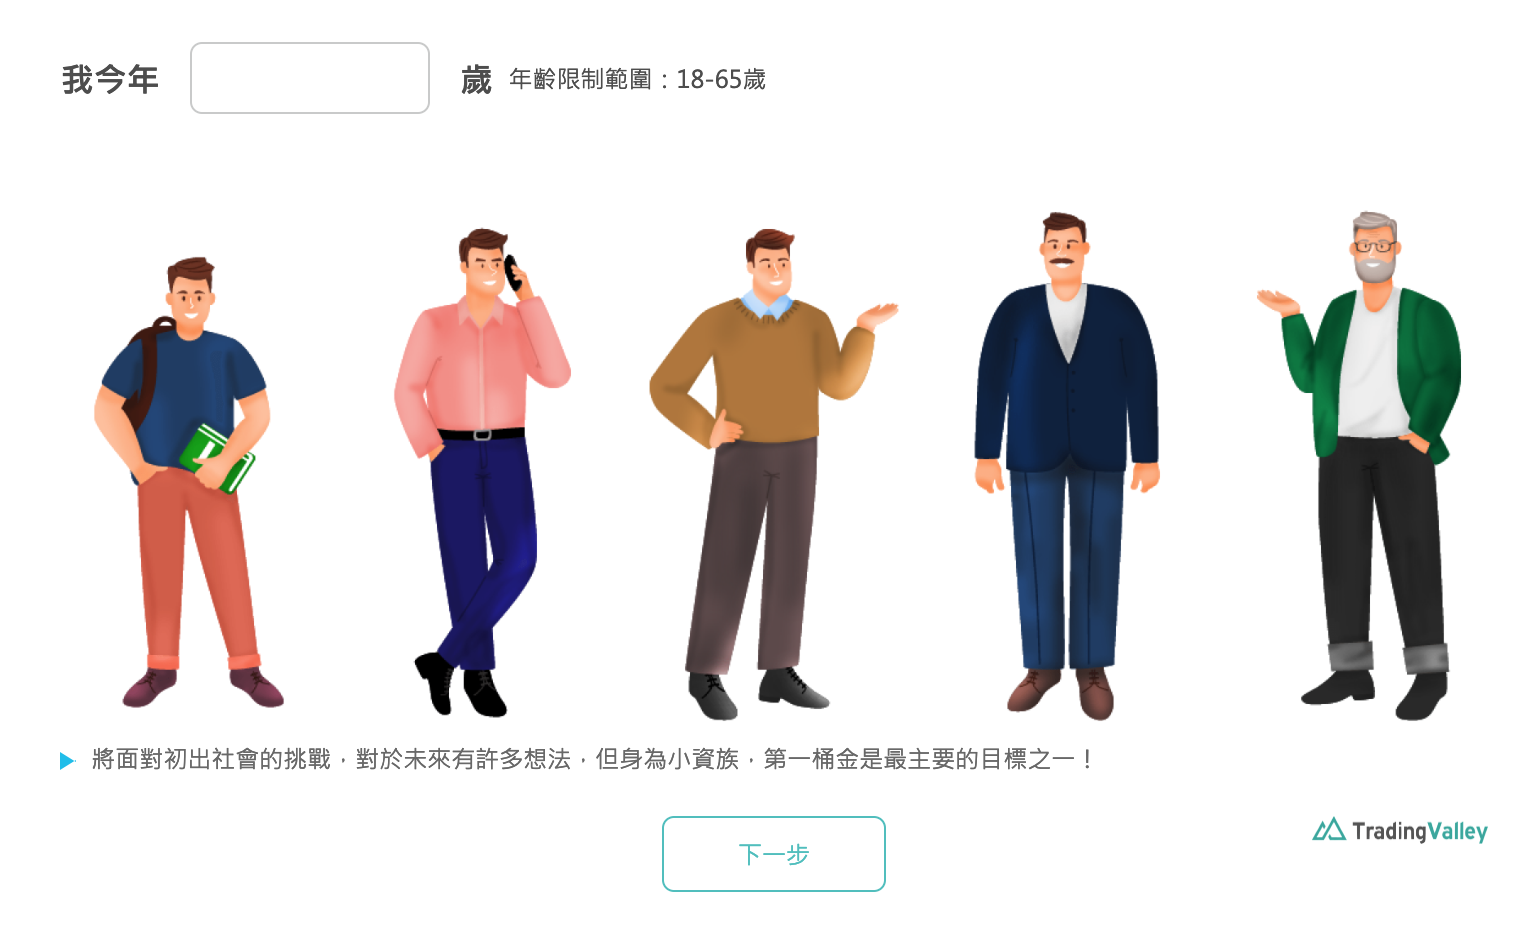 我今年 歲 年齡限制範圍：18-65歲
將面對初出社會的挑戰，對於未來有許多想法，但身為小資族，第一桶金是最主要的目標之一！
下一步
TradingValley